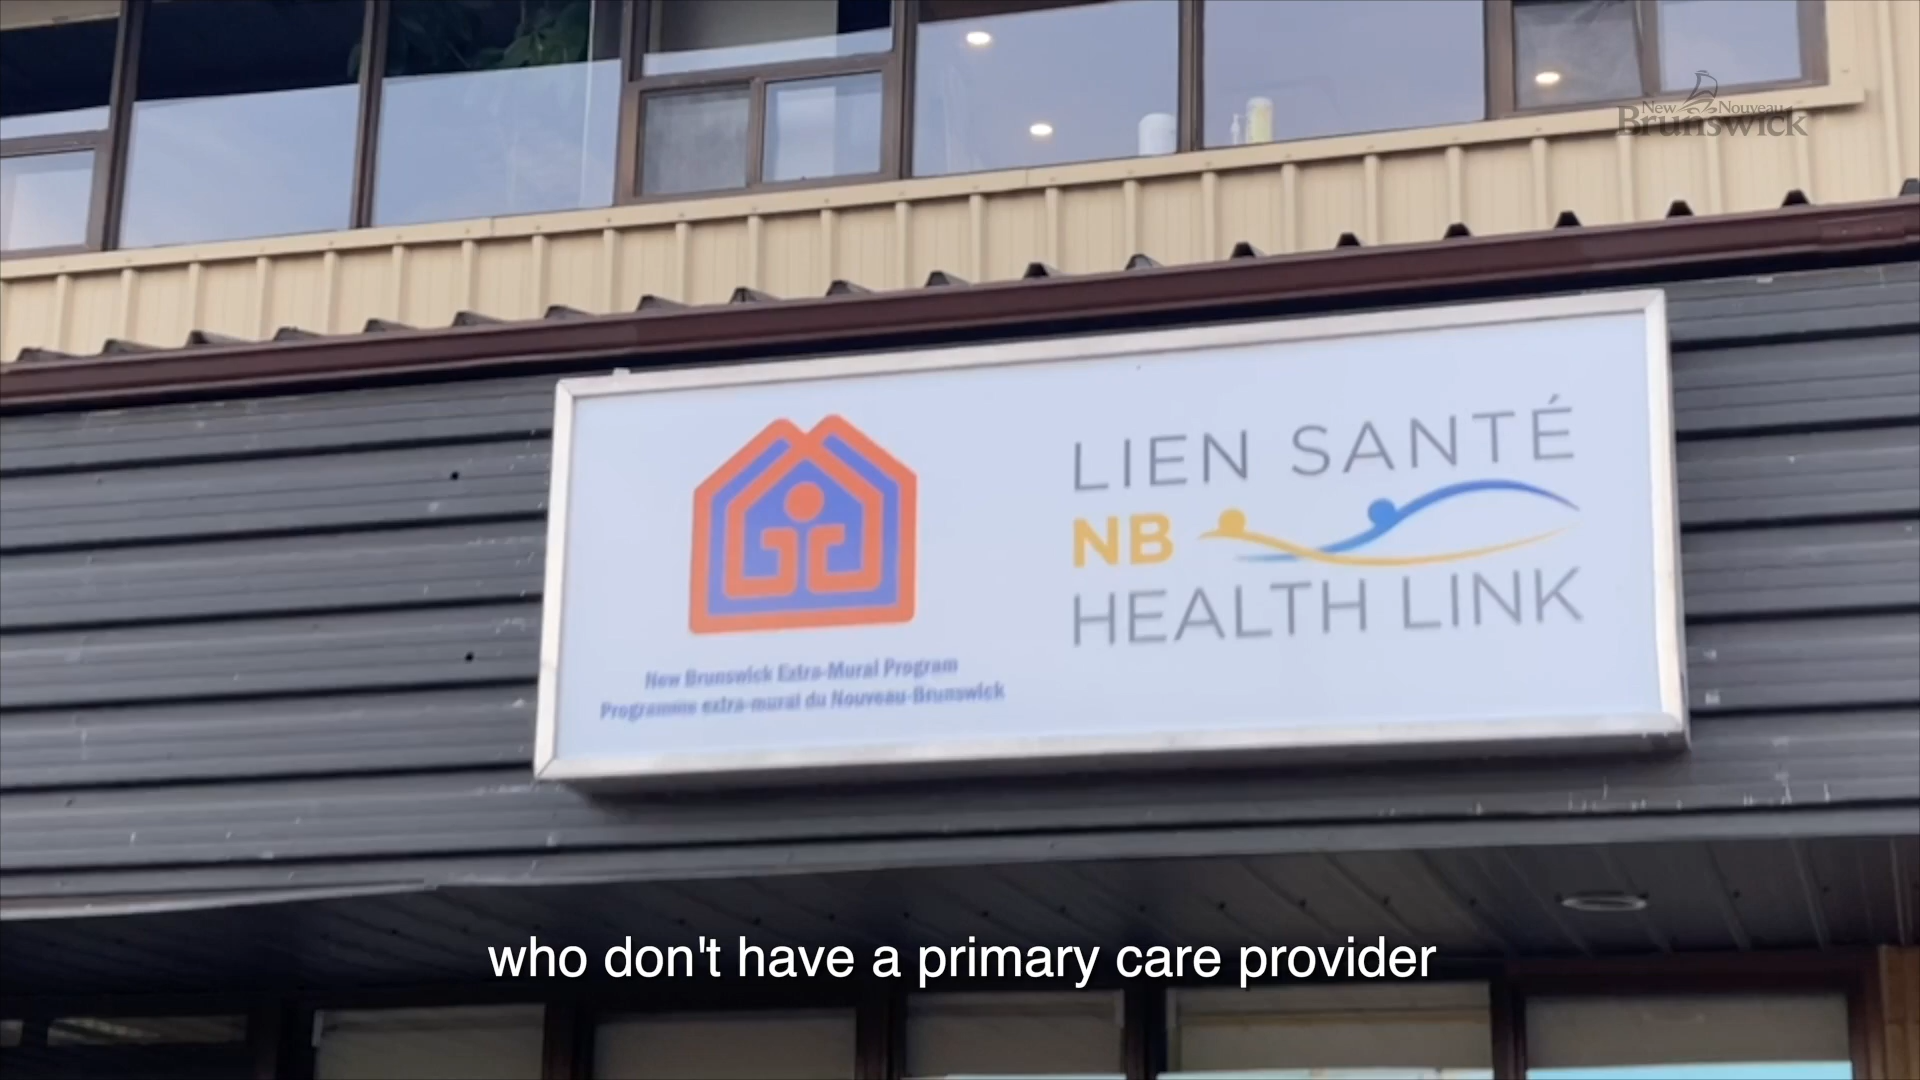 New Nouveau
Brunswick
LIEN SANTÉ
NB
HEALTH LINK
New Brunswick Extra-Mural Program
Programme extra-mural du Nouveau-Brunswick
who don't have a primary care provider